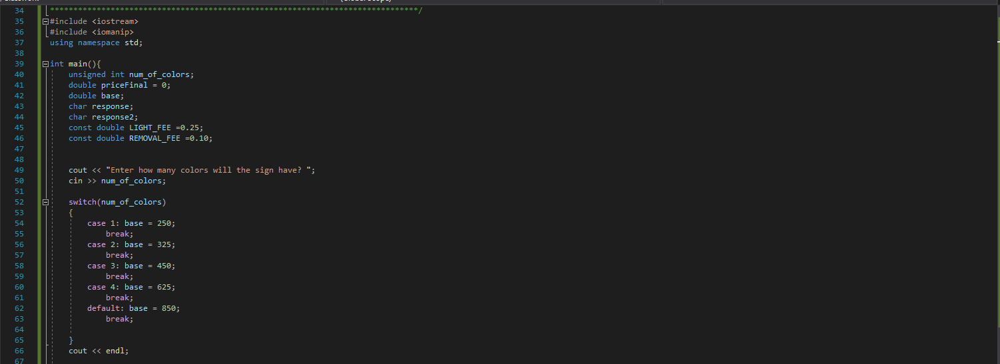 34 *******************************************************************************/
35 #include <iostream>
36 #include <iomanip>
37 using namespace std;
38
39 int main(){
40 unsigned int num_of_colors;
41 double priceFinal = 0;
42 double base;
43 char response;
44 char response2;
45 const double LIGHT_FEE =0.25;
46 const double REMOVAL_FEE =0.10;
47
48
49 cout << "Enter how many colors will the sign have? ";
50 cin >> num_of_colors;
51
52 switch(num_of_colors)
53 {
54 case 1: base = 250;
55 break;
56 case 2: base = 325;
57 break;
58 case 3: base = 450;
59 break;
60 case 4: base = 625;
61 break;
62 default: base = 850;
63 break;
64
65 }
66 cout << endl;
67